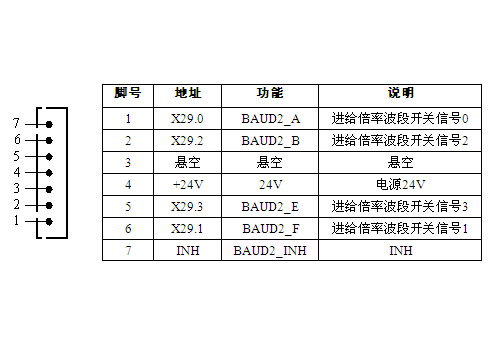 脚号 地址 功能 说明
1 X29.0 BAUD2_A 进给倍率波段开关信号0
2 X29.2 BAUD2_B 进给倍率波段开关信号2
3 悬空 悬空 悬空
4 +24V 24V 电源24V
5 X29.3 BAUD2_E 进给倍率波段开关信号3
6 X29.1 BAUD2_F 进给倍率波段开关信号1
7 INH BAUD2_INH INH
7
6
5
4
3
2
1